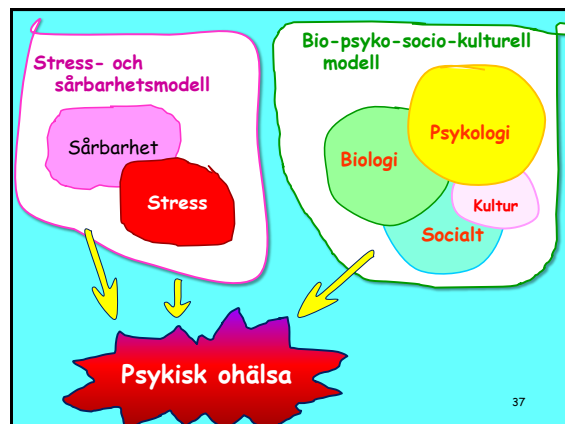 Stress- och
sårbarhetsmodell
Sårbarhet
Stress
Bio-psyko-socio-kulturell
modell
Psykologi
Biologi
Kultur
Socialt
Psykisk ohälsa
37